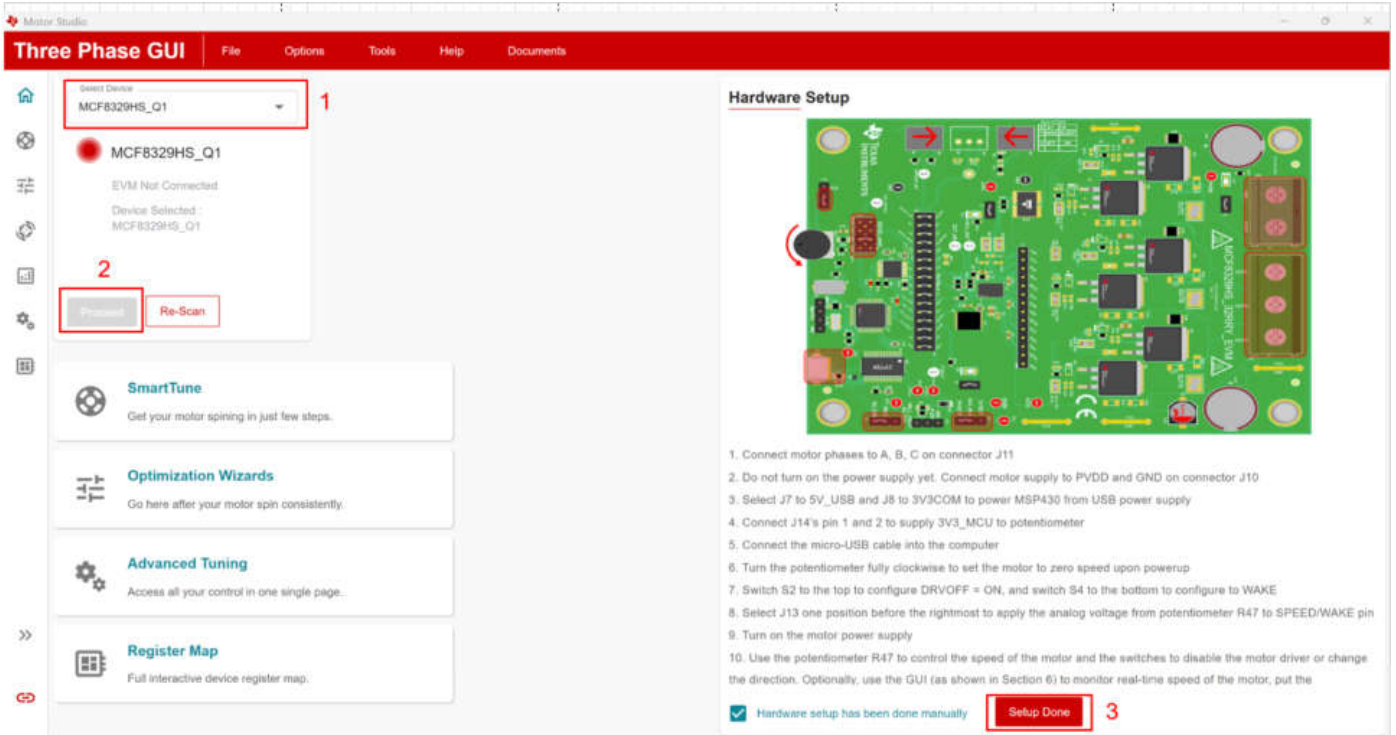 Motor Studio
Three Phase GUI
File
Options
Tools
Help
Documents
Select Device
MCF8329HS_Q1
1
MCF8329HS_Q1
EVM Not Connected
Device Selected :
MCF8329HS_Q1
2
Proceed
Re-Scan
SmartTune
Get your motor spining in just few steps.
Optimization Wizards
Go here after your motor spin consistently.
Advanced Tuning
Access all your control in one single page.
Register Map
Full interactive device register map.
Hardware Setup
TEXAS
INSTRUMENTS
1. Connect motor phases to A, B, C on connector J11
2. Do not turn on the power supply yet. Connect motor supply to PVDD and GND on connector J10
3. Select J7 to 5V_USB and J8 to 3V3COM to power MSP430 from USB power supply
4. Connect J14's pin 1 and 2 to supply 3V3_MCU to potentiometer
5. Connect the micro-USB cable into the computer
6. Turn the potentiometer fully clockwise to set the motor to zero speed upon powerup
7. Switch S2 to the top to configure DRVOFF = ON, and switch S4 to the bottom to configure to WAKE
8. Select J13 one position before the rightmost to apply the analog voltage from potentiometer R47 to SPEED/WAKE pin
9. Turn on the motor power supply
10. Use the potentiometer R47 to control the speed of the motor and the switches to disable the motor driver or change
the direction. Optionally, use the GUI (as shown in Section 6) to monitor real-time speed of the motor, put the
Hardware setup has been done manually
Setup Done
3